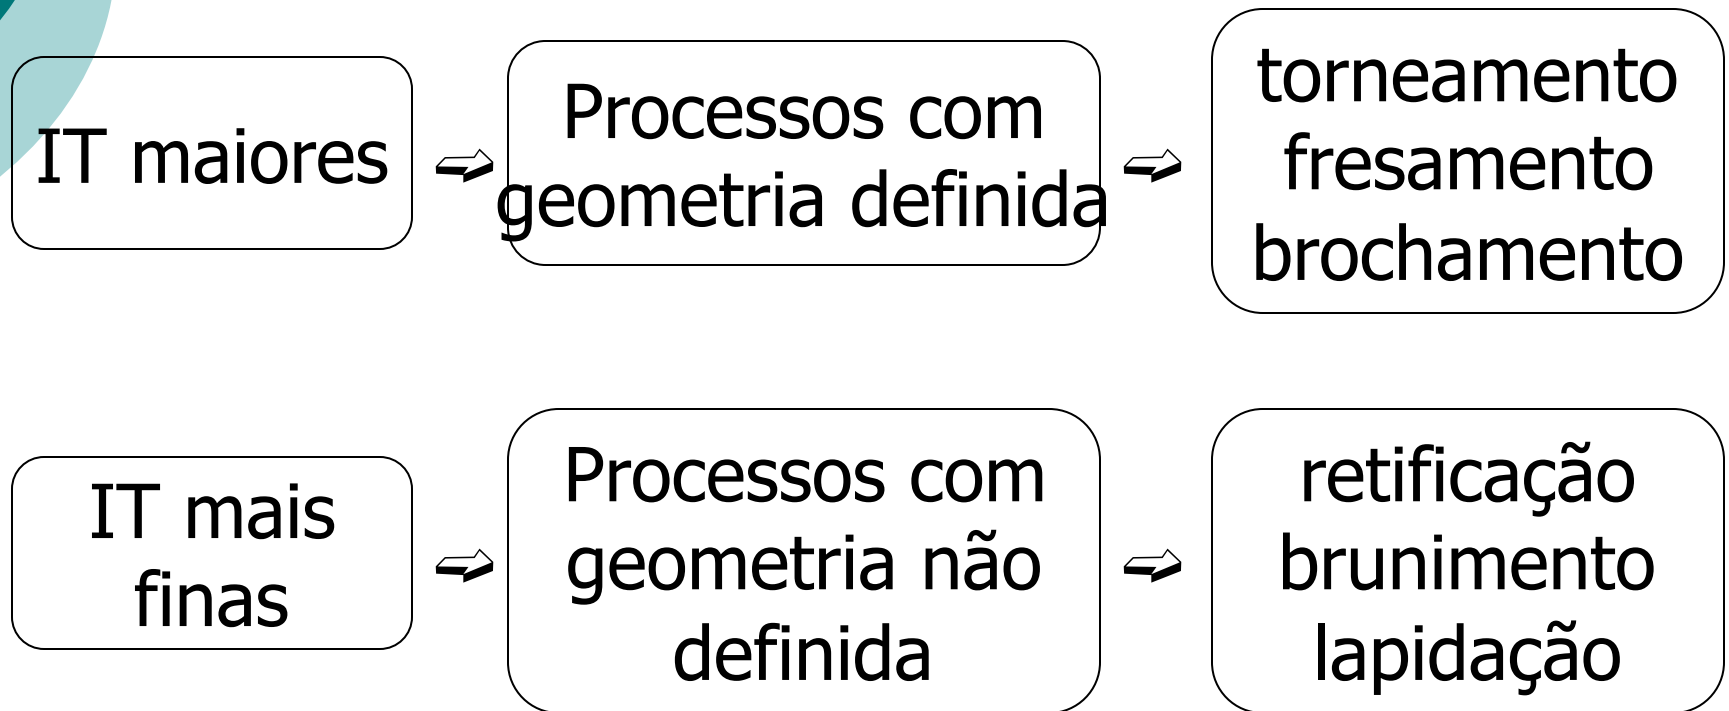 IT maiores
➩
Processos com
geometria definida
➩
torneamento
fresamento
brochamento
IT mais
finas
➩
Processos com
geometria não
definida
➩
retificação
brunimento
lapidação